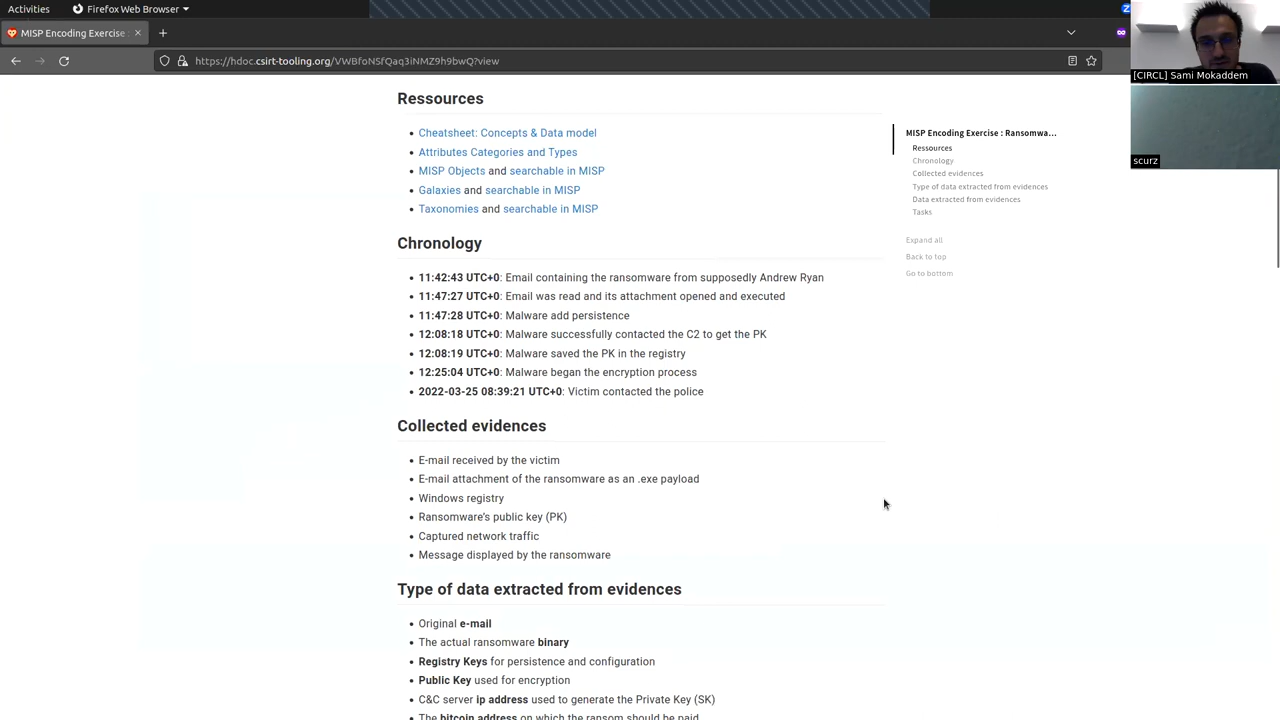 Activities
Firefox Web Browser
MISP Encoding Exercise :
https://hdoc.csirt-tooling.org/VWBfoNSfQaq3iNMZ9h9bwQ?view
[CIRCL] Sami Mokaddem
scurz
Ressources
Cheatsheet: Concepts & Data model
Attributes Categories and Types
MISP Objects and searchable in MISP
Galaxies and searchable in MISP
Taxonomies and searchable in MISP
Chronology
11:42:43 UTC+0: Email containing the ransomware from supposedly Andrew Ryan
11:47:27 UTC+0: Email was read and its attachment opened and executed
11:47:28 UTC+0: Malware add persistence
12:08:18 UTC+0: Malware successfully contacted the C2 to get the PK
12:08:19 UTC+0: Malware saved the PK in the registry
12:25:04 UTC+0: Malware began the encryption process
2022-03-25 08:39:21 UTC+0: Victim contacted the police
Collected evidences
E-mail received by the victim
E-mail attachment of the ransomware as an .exe payload
Windows registry
Ransomware's public key (PK)
Captured network traffic
Message displayed by the ransomware
Type of data extracted from evidences
Original e-mail
The actual ransomware binary
Registry Keys for persistence and configuration
Public Key used for encryption
C&C server ip address used to generate the Private Key (SK)
The bitcoin address on which the ransom should be paid
MISP Encoding Exercise : Ransomwa...
Ressources
Chronology
Collected evidences
Type of data extracted from evidences
Data extracted from evidences
Tasks
Expand all
Back to top
Go to bottom